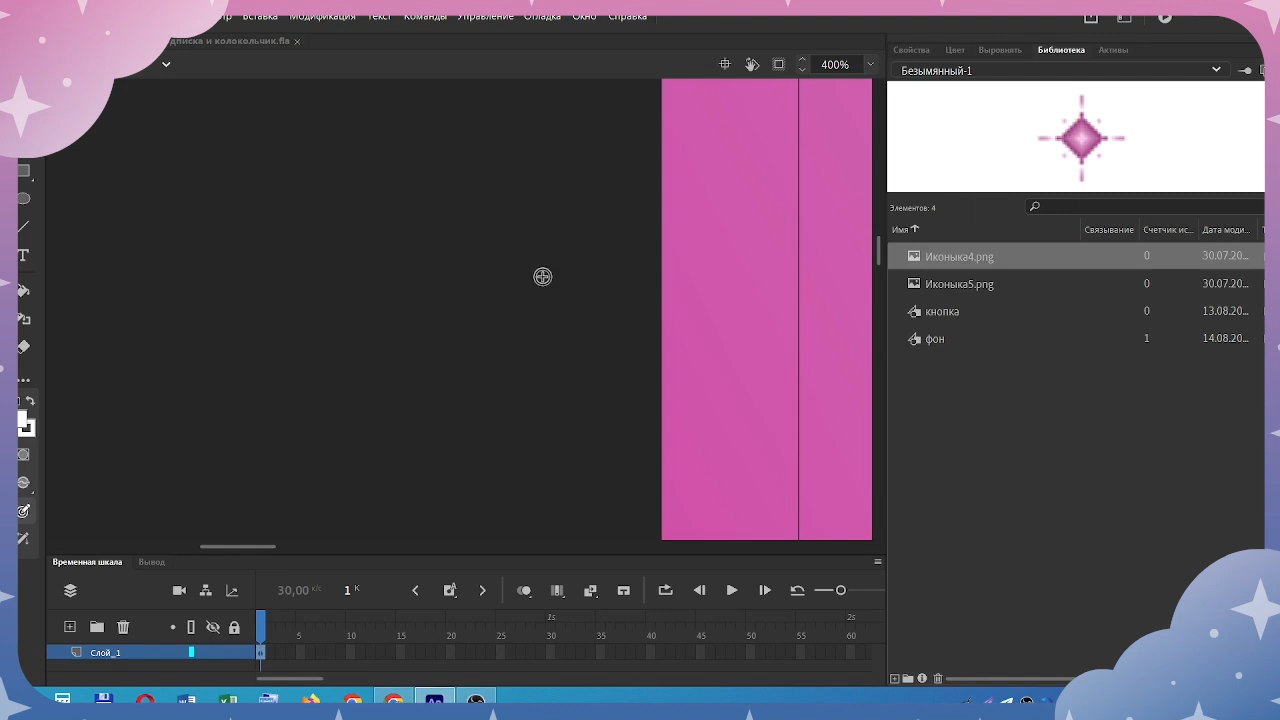 Вставка Модификация Текст Команды Управление Отладка Окно Справка
дписка и колокольчик.fla ×
400%
Свойства Цвет Выровнять Библиотека Активы
Безымянный-1
Элементов: 4
Имя Связывание Счетчик ис... Дата моди...
Иконыка4.png 0 30.07.20...
Иконыка5.png 0 30.07.20...
кнопка 0 13.08.20...
фон 1 14.08.20...
Временная шкала Вывод
30,00 к/с 1 К
1s 2s
5 10 15 20 25 30 35 40 45 50 55 60
Слой_1